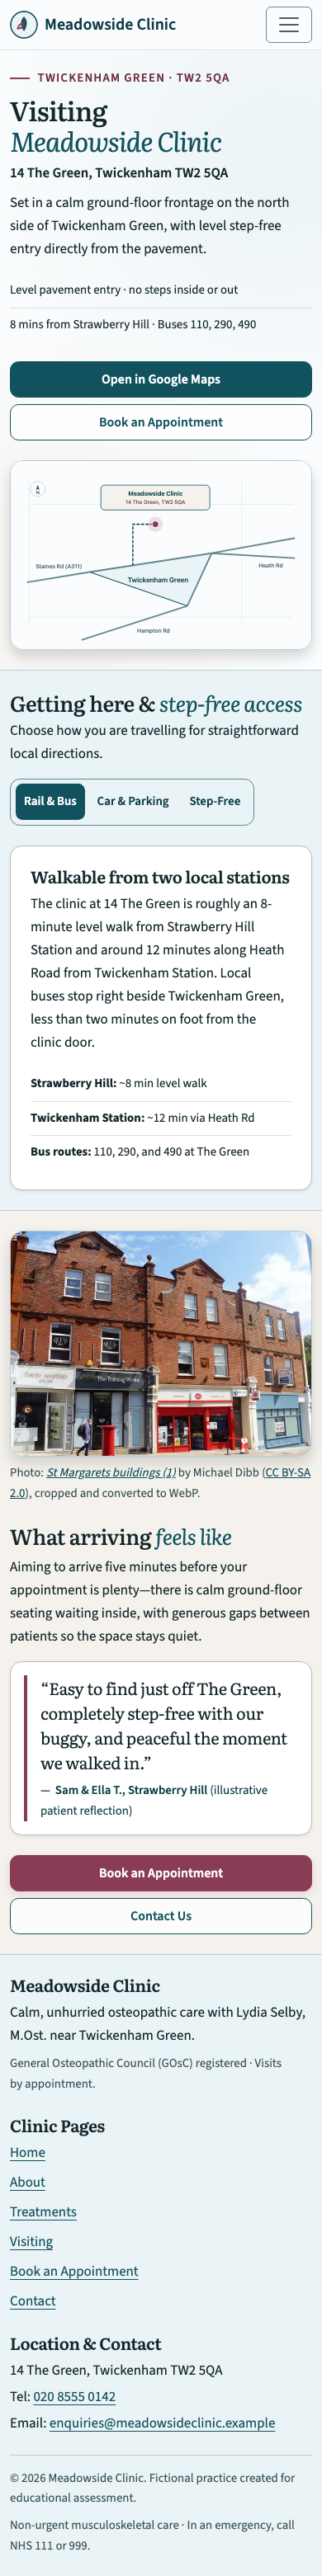 Meadowside Clinic
TWICKENHAM GREEN · TW2 5QA
Visiting
Meadowside Clinic
14 The Green, Twickenham TW2 5QA
Set in a calm ground-floor frontage on the north
side of Twickenham Green, with level step-free
entry directly from the pavement.
Level pavement entry · no steps inside or out
8 mins from Strawberry Hill · Buses 110, 290, 490
Open in Google Maps
Book an Appointment
N
Meadowside Clinic
14 The Green, TW2 5QA
Staines Rd (A311)
Heath Rd
Twickenham Green
Hampton Rd
Getting here & step-free access
Choose how you are travelling for straightforward
local directions.
Rail & Bus
Car & Parking
Step-Free
Walkable from two local stations
The clinic at 14 The Green is roughly an 8-
minute level walk from Strawberry Hill
Station and around 12 minutes along Heath
Road from Twickenham Station. Local
buses stop right beside Twickenham Green,
less than two minutes on foot from the
clinic door.
Strawberry Hill: ~8 min level walk
Twickenham Station: ~12 min via Heath Rd
Bus routes: 110, 290, and 490 at The Green
Photo: St Margarets buildings (1) by Michael Dibb (CC BY-SA
2.0), cropped and converted to WebP.
What arriving feels like
Aiming to arrive five minutes before your
appointment is plenty—there is calm ground-floor
seating waiting inside, with generous gaps between
patients so the space stays quiet.
“Easy to find just off The Green,
completely step-free with our
buggy, and peaceful the moment
we walked in.”
— Sam & Ella T., Strawberry Hill (illustrative
patient reflection)
Book an Appointment
Contact Us
Meadowside Clinic
Calm, unhurried osteopathic care with Lydia Selby,
M.Ost. near Twickenham Green.
General Osteopathic Council (GOsC) registered · Visits
by appointment.
Clinic Pages
Home
About
Treatments
Visiting
Book an Appointment
Contact
Location & Contact
14 The Green, Twickenham TW2 5QA
Tel: 020 8555 0142
Email: enquiries@meadowsideclinic.example
© 2026 Meadowside Clinic. Fictional practice created for
educational assessment.
Non-urgent musculoskeletal care · In an emergency, call
NHS 111 or 999.